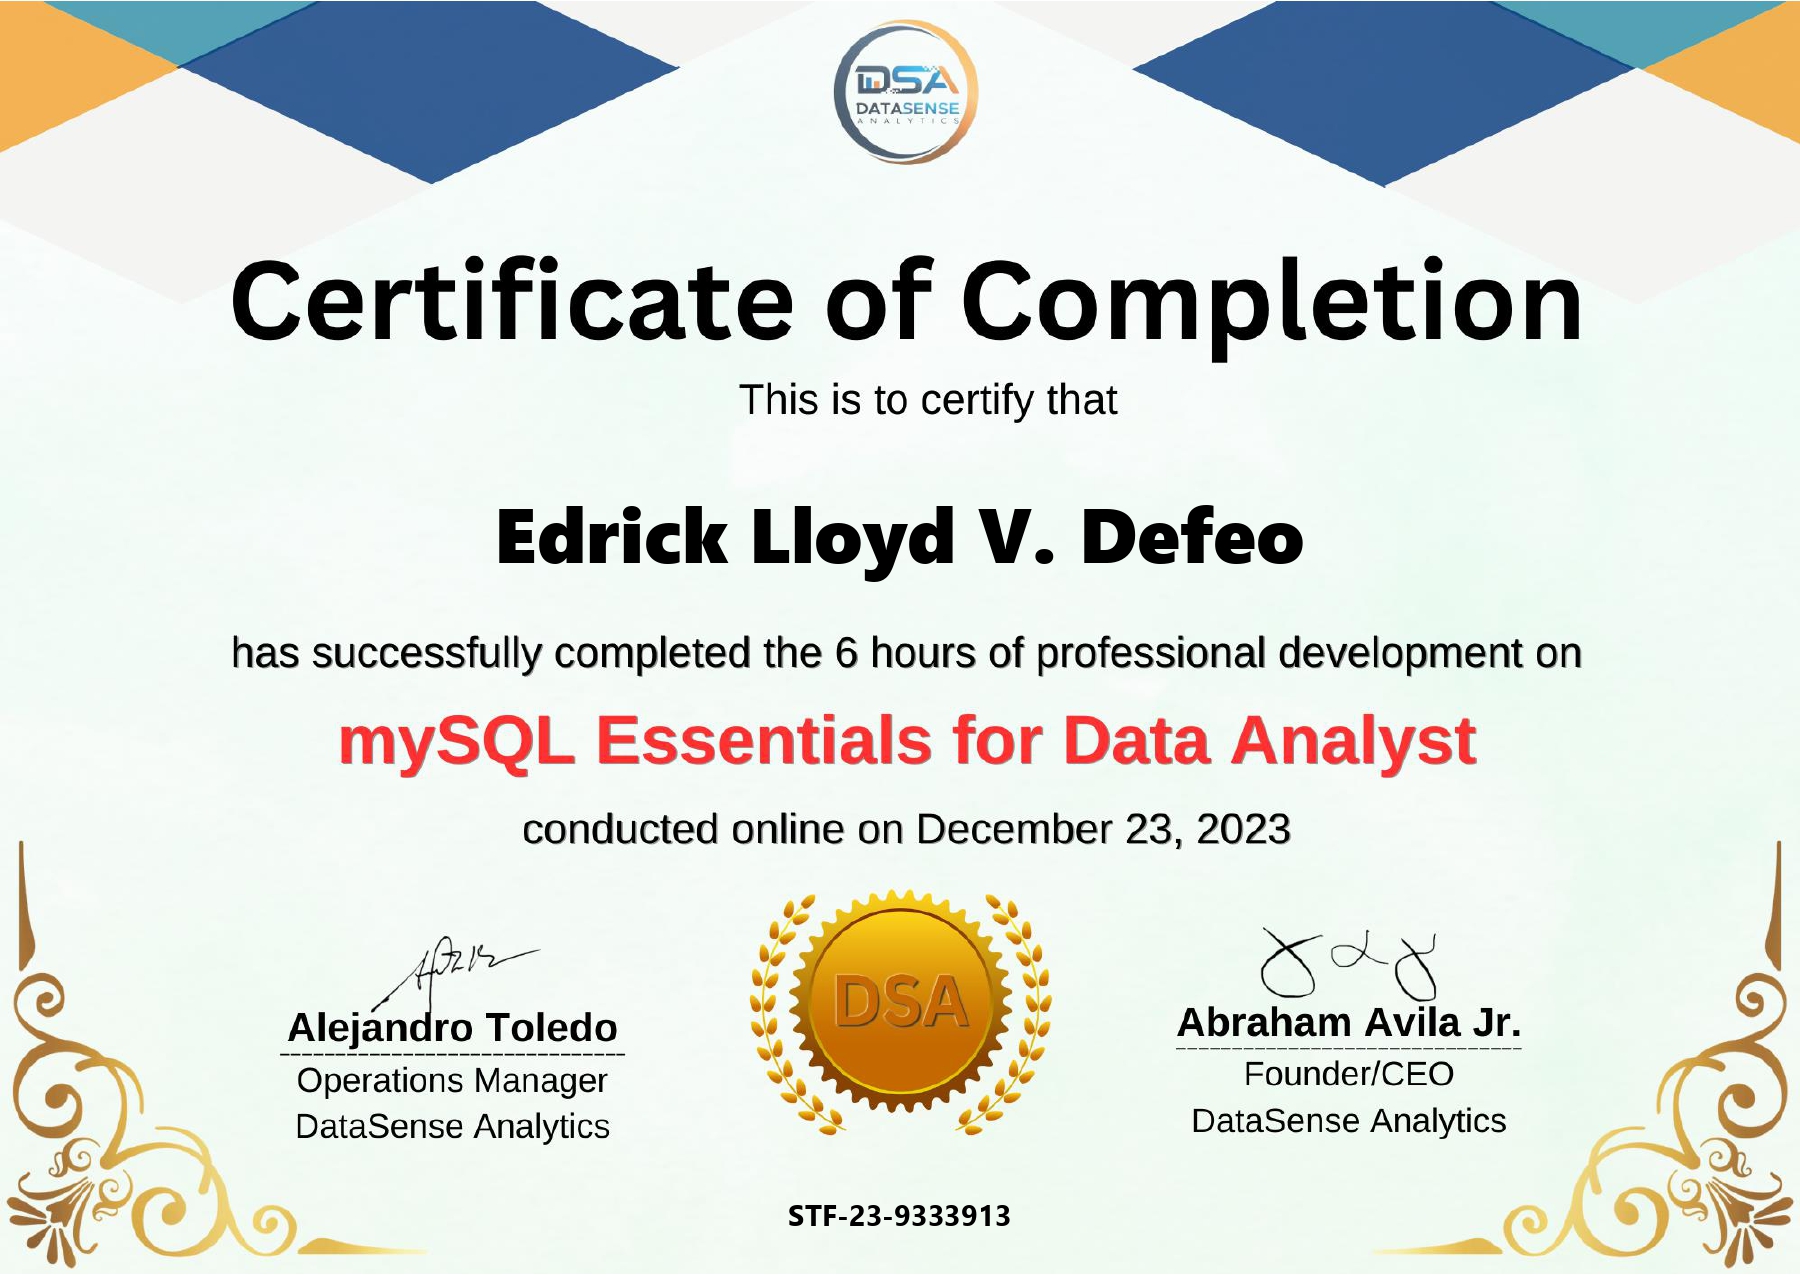 DSA
DATASENSE
ANALYTICS
Certificate of Completion
This is to certify that
Edrick Lloyd V. Defeo
has successfully completed the 6 hours of professional development on
mySQL Essentials for Data Analyst
conducted online on December 23, 2023
DSA
Alejandro Toledo
Operations Manager
DataSense Analytics
Abraham Avila Jr.
Founder/CEO
DataSense Analytics
STF-23-9333913